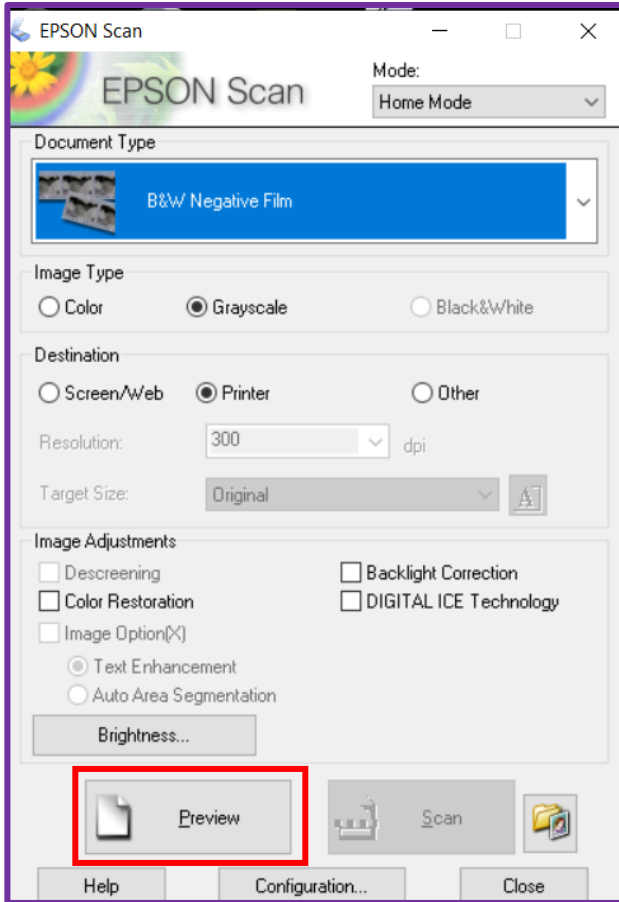 EPSON Scan
EPSON Scan
Mode:
Home Mode
Document Type
B&W Negative Film
Image Type
Color Grayscale Black&White
Destination
Screen/Web Printer Other
Resolution: 300 dpi
Target Size: Original A
Image Adjustments
Descreening Backlight Correction
Color Restoration DIGITAL ICE Technology
Image Option(X)
Text Enhancement
Auto Area Segmentation
Brightness...
Preview Scan
Help Configuration... Close